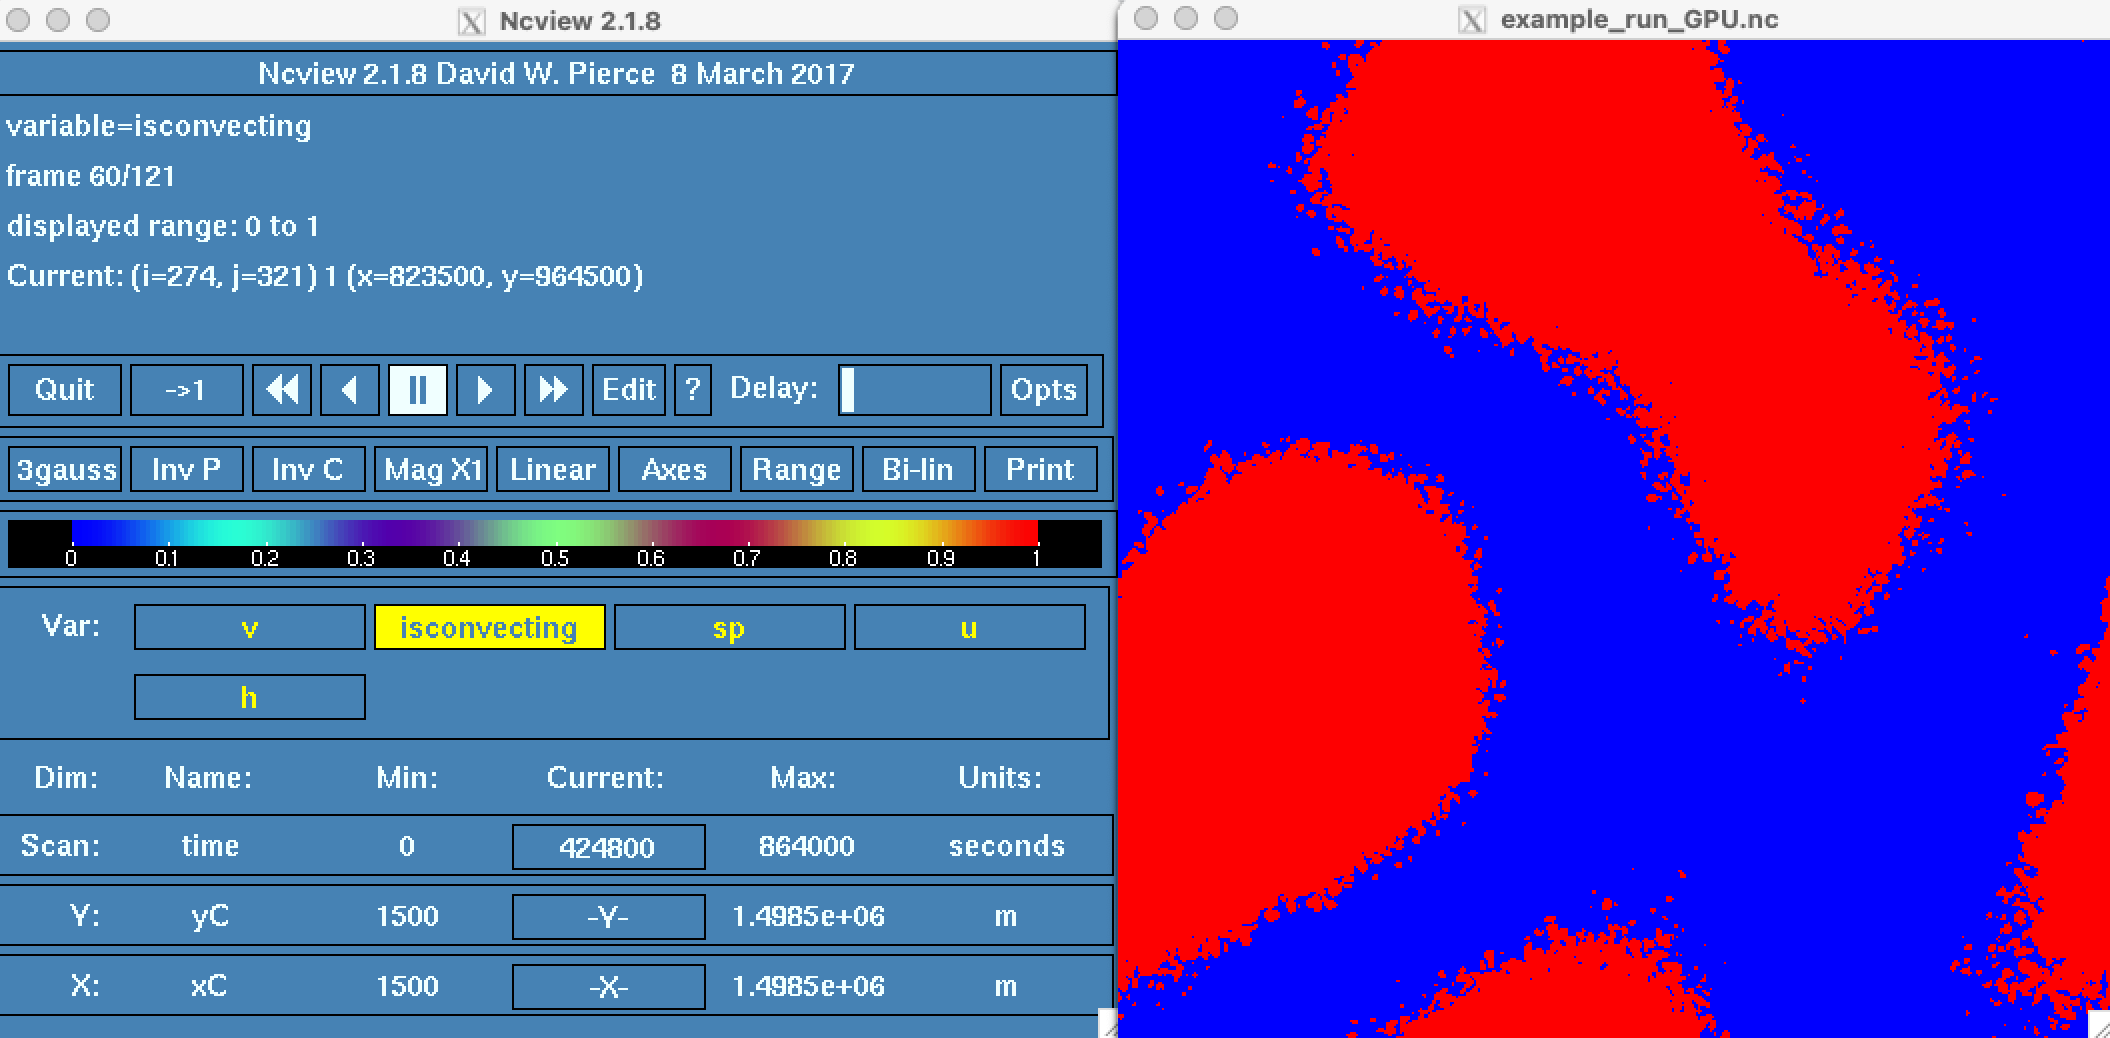 Ncview 2.1.8
example_run_GPU.nc
Ncview 2.1.8 David W. Pierce  8 March 2017
variable=isconvecting
frame 60/121
displayed range: 0 to 1
Current: (i=274, j=321) 1 (x=823500, y=964500)
Quit ->1 Edit ? Delay: Opts
3gauss Inv P Inv C Mag X1 Linear Axes Range Bi-lin Print
0 0.1 0.2 0.3 0.4 0.5 0.6 0.7 0.8 0.9 1
Var: v isconvecting sp u
h
Dim: Name: Min: Current: Max: Units:
Scan: time 0 424800 864000 seconds
Y: yC 1500 -Y- 1.4985e+06 m
X: xC 1500 -X- 1.4985e+06 m